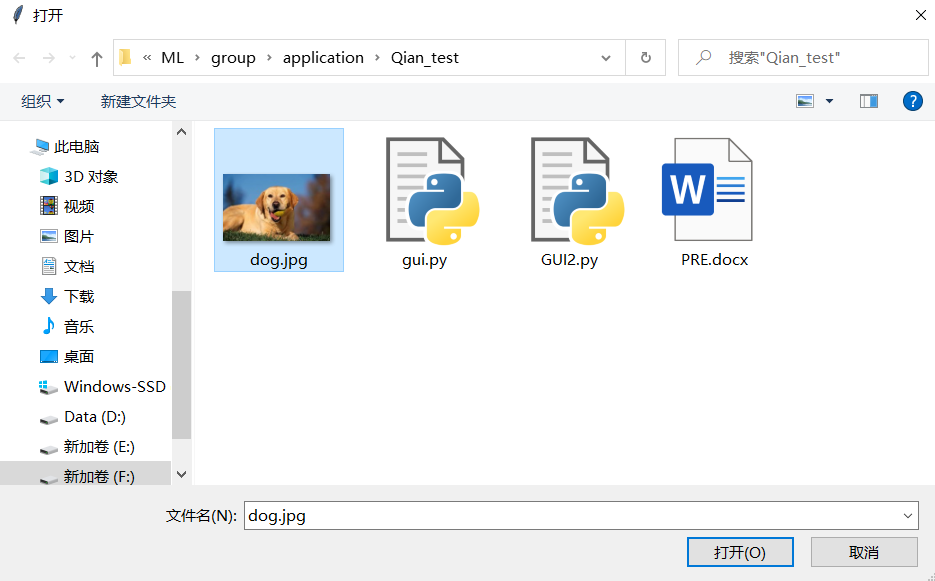 打开
« ML › group › application › Qian_test
搜索"Qian_test"
组织
新建文件夹
?
此电脑
3D 对象
视频
图片
文档
下载
音乐
桌面
Windows-SSD
Data (D:)
新加卷 (E:)
新加卷 (F:)
dog.jpg
gui.py
GUI2.py
W
PRE.docx
文件名(N):
dog.jpg
打开(O)
取消